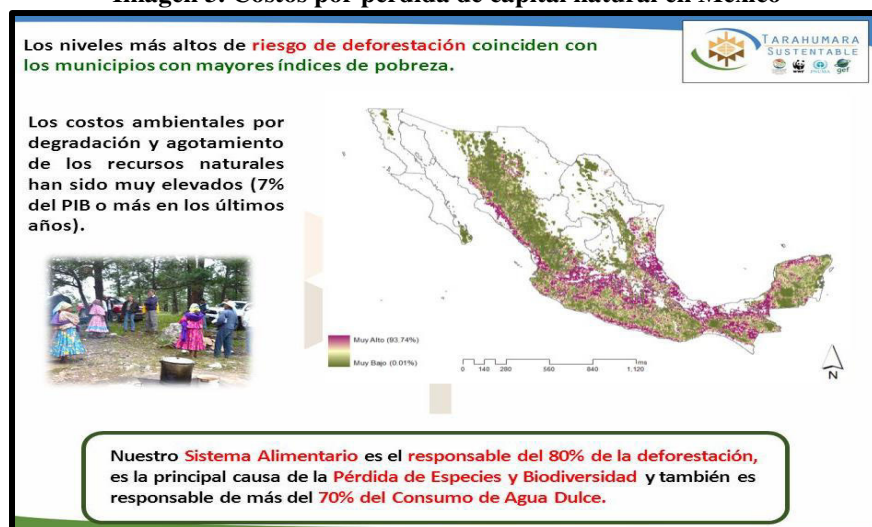 Imagen 5. Costos por pérdida de capital natural en México
Los niveles más altos de riesgo de deforestación coinciden con
los municipios con mayores índices de pobreza.
TARAHUMARA
SUSTENTABLE
WWF
gef
Los costos ambientales por
degradación y agotamiento
de los recursos naturales
han sido muy elevados (7%
del PIB o más en los últimos
años).
Muy Alto (93.74%)
Muy Bajo (0.01%)
0 140 280 560 840 1,120
N
Nuestro Sistema Alimentario es el responsable del 80% de la deforestación,
es la principal causa de la Pérdida de Especies y Biodiversidad y también es
responsable de más del 70% del Consumo de Agua Dulce.